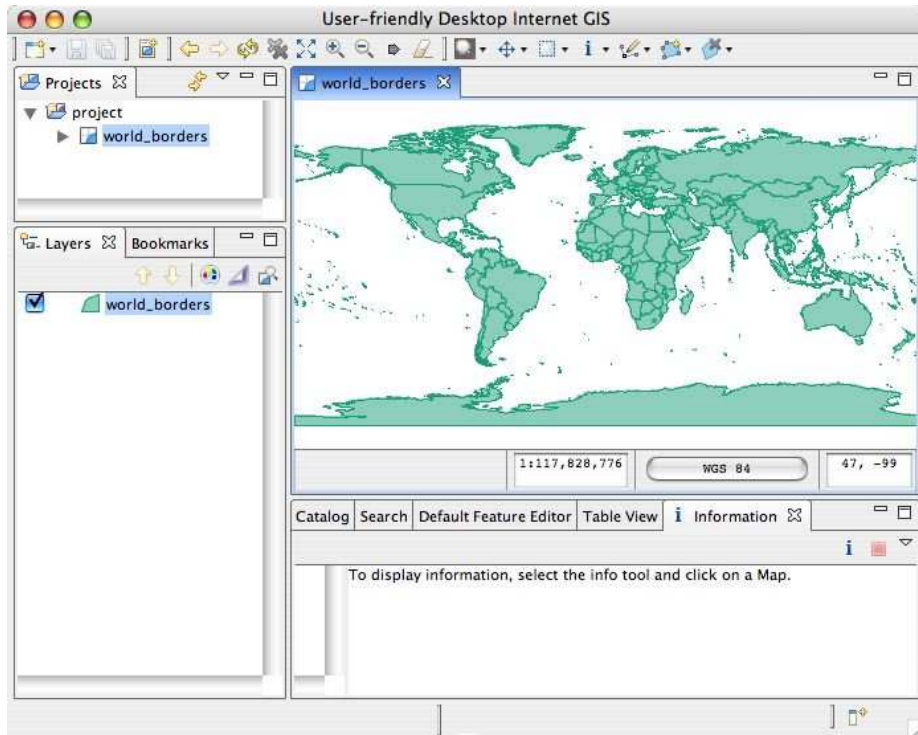 User-friendly Desktop Internet GIS
Projects
project
world_borders
Layers
Bookmarks
world_borders
world_borders
1:117,828,776
WGS 84
47, -99
Catalog
Search
Default Feature Editor
Table View
i Information
i
To display information, select the info tool and click on a Map.